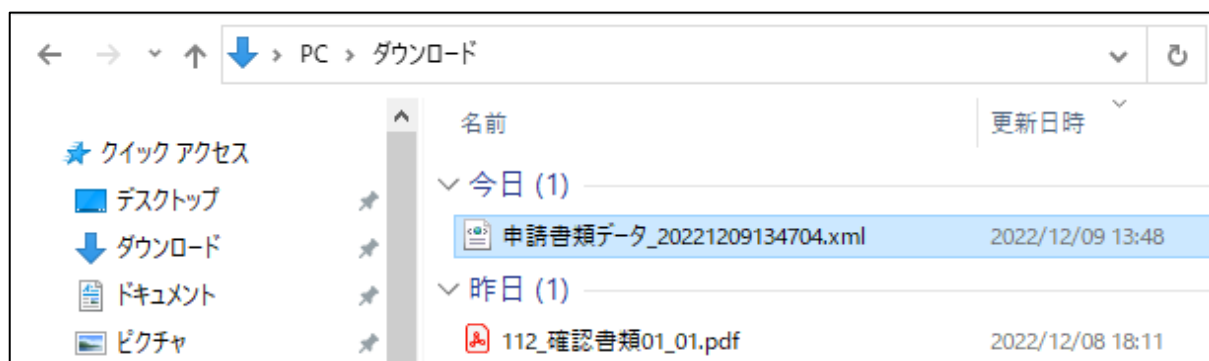 PC › ダウンロード
名前 更新日時
クイック アクセス
デスクトップ
ダウンロード
ドキュメント
ピクチャ
今日 (1)
申請書類データ_20221209134704.xml 2022/12/09 13:48
昨日 (1)
112_確認書類01_01.pdf 2022/12/08 18:11